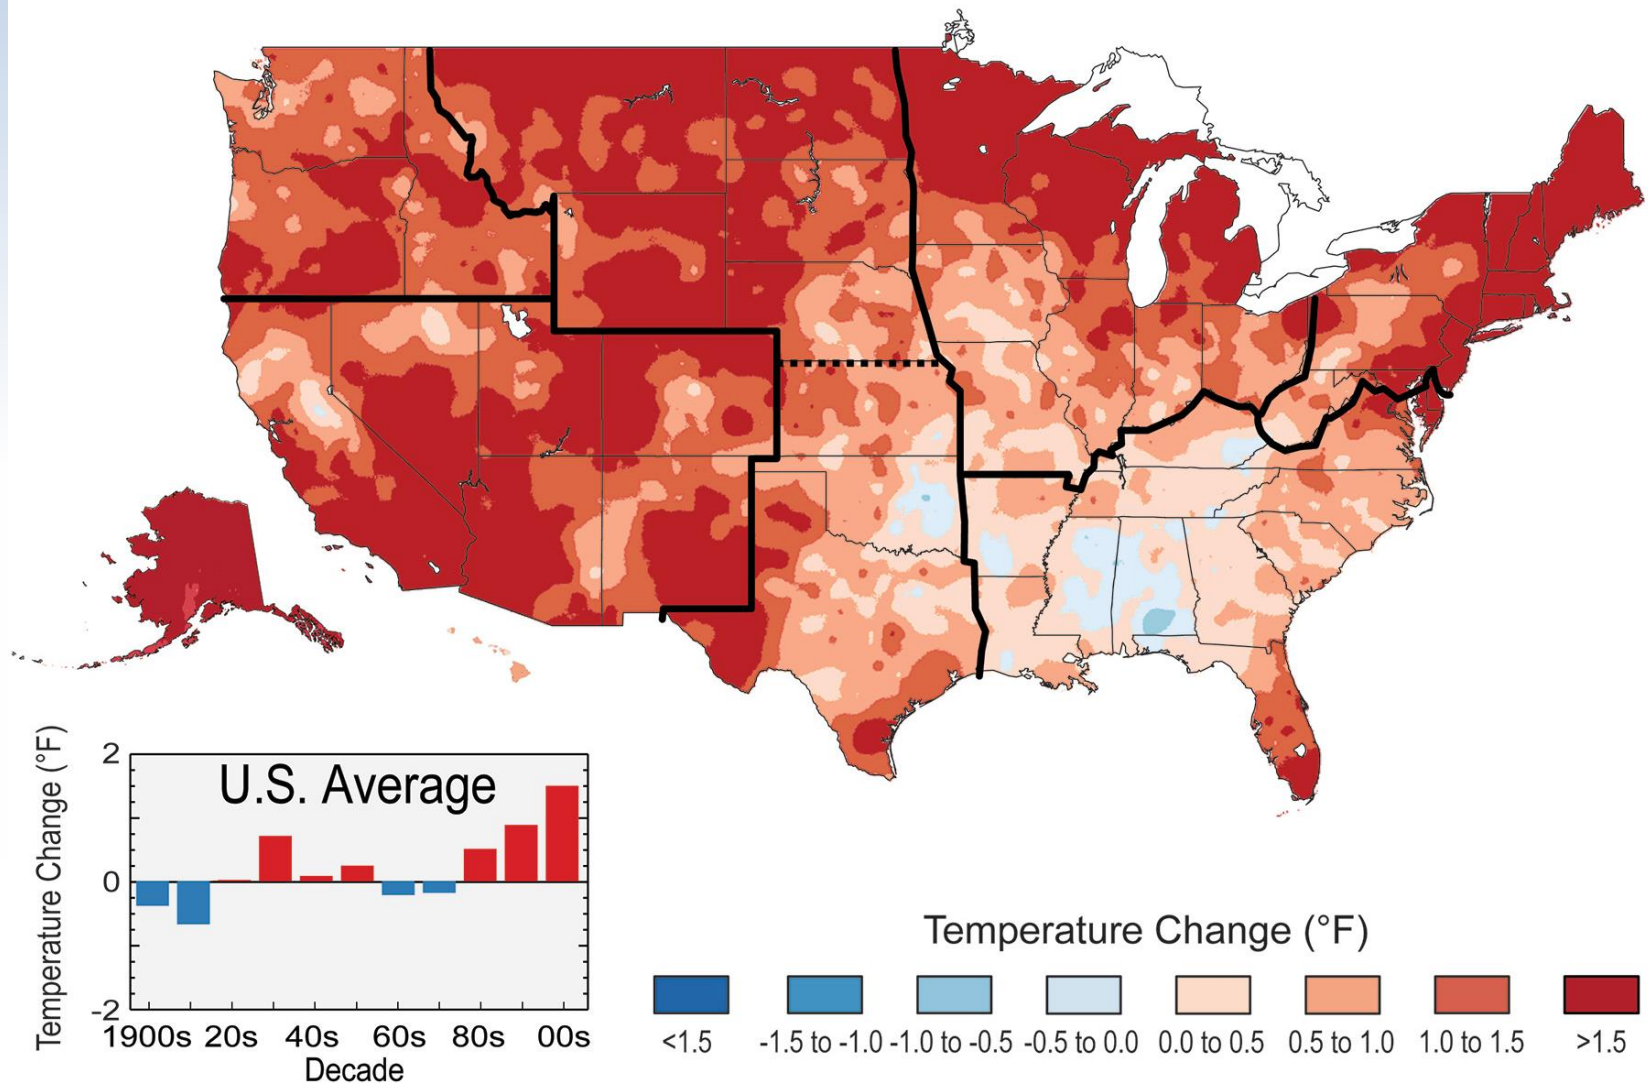 U.S. Average
Temperature Change (°F)
2
0
-2
1900s 20s 40s 60s 80s 00s
Decade
Temperature Change (°F)
<1.5 -1.5 to -1.0 -1.0 to -0.5 -0.5 to 0.0 0.0 to 0.5 0.5 to 1.0 1.0 to 1.5 >1.5